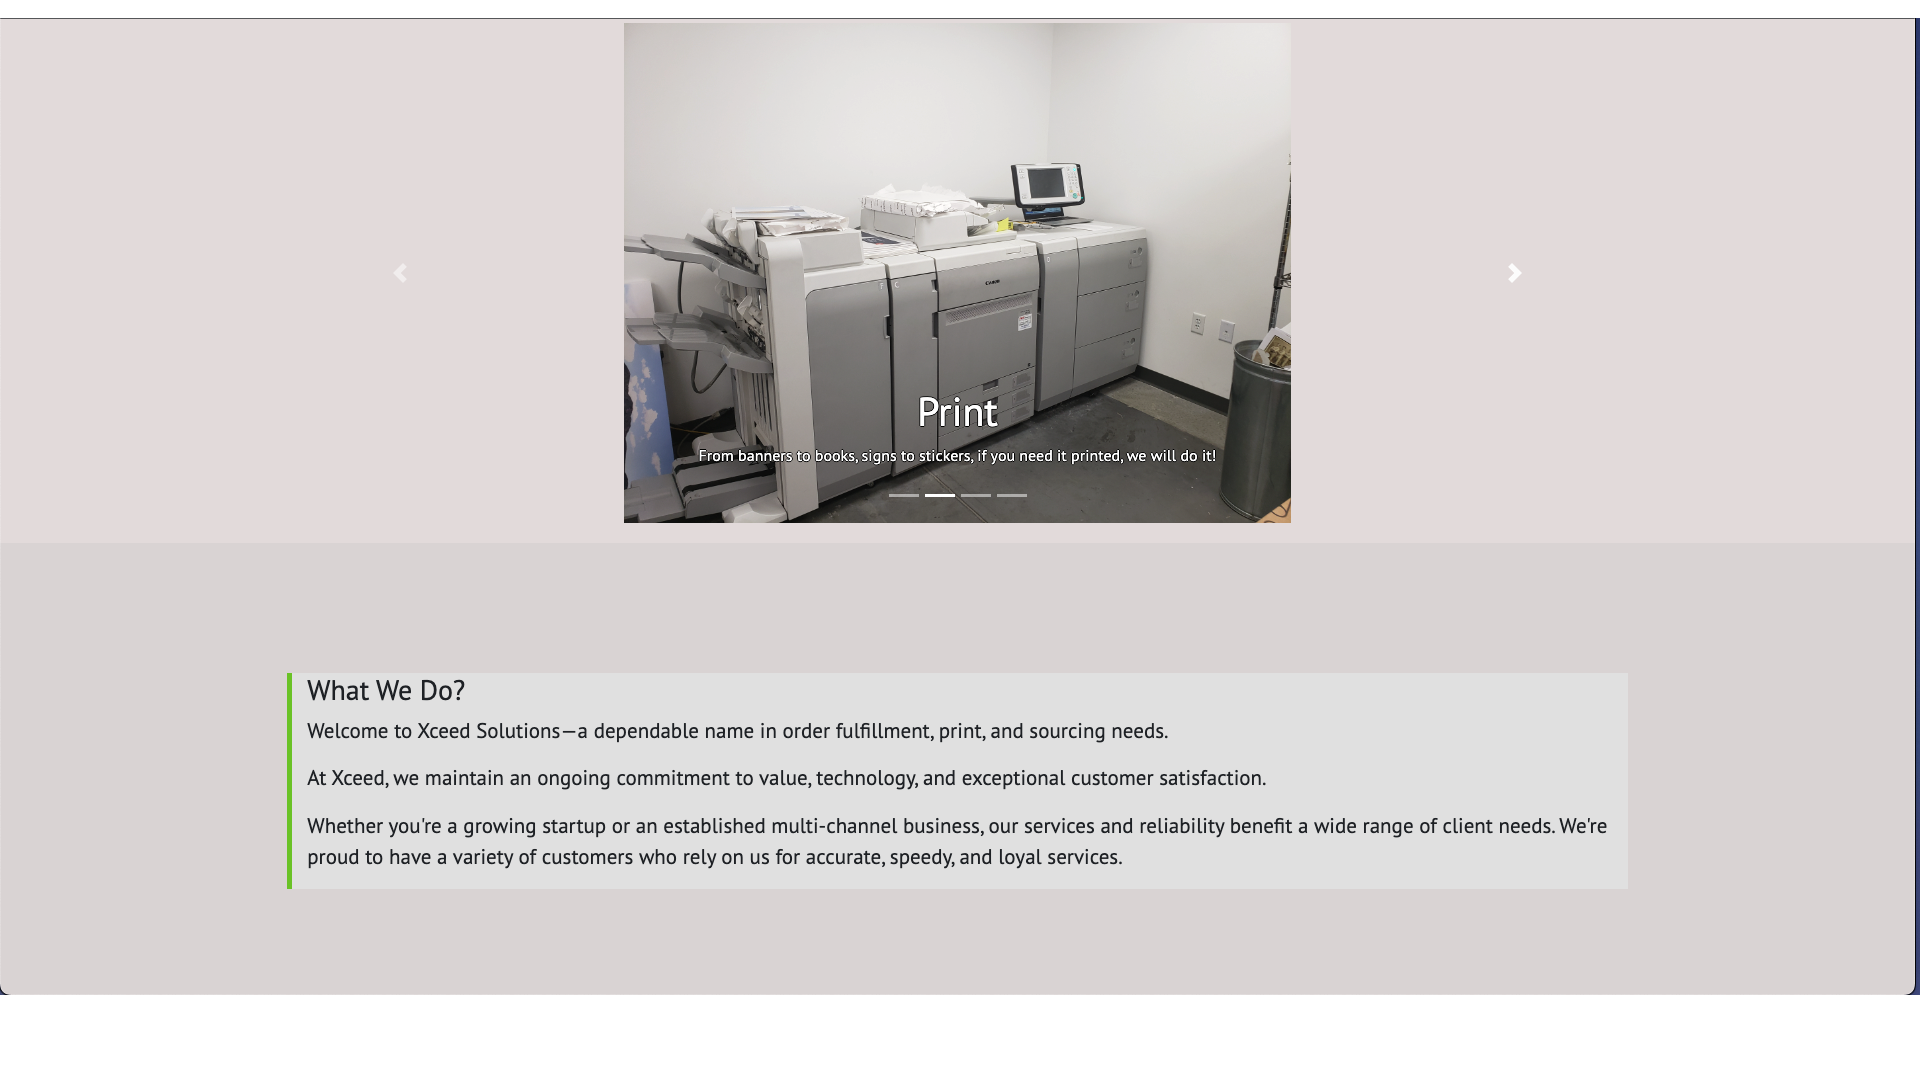 Canon
Print
From banners to books, signs to stickers, if you need it printed, we will do it!
What We Do?
Welcome to Xceed Solutions—a dependable name in order fulfillment, print, and sourcing needs.
At Xceed, we maintain an ongoing commitment to value, technology, and exceptional customer satisfaction.
Whether you're a growing startup or an established multi-channel business, our services and reliability benefit a wide range of client needs. We're
proud to have a variety of customers who rely on us for accurate, speedy, and loyal services.